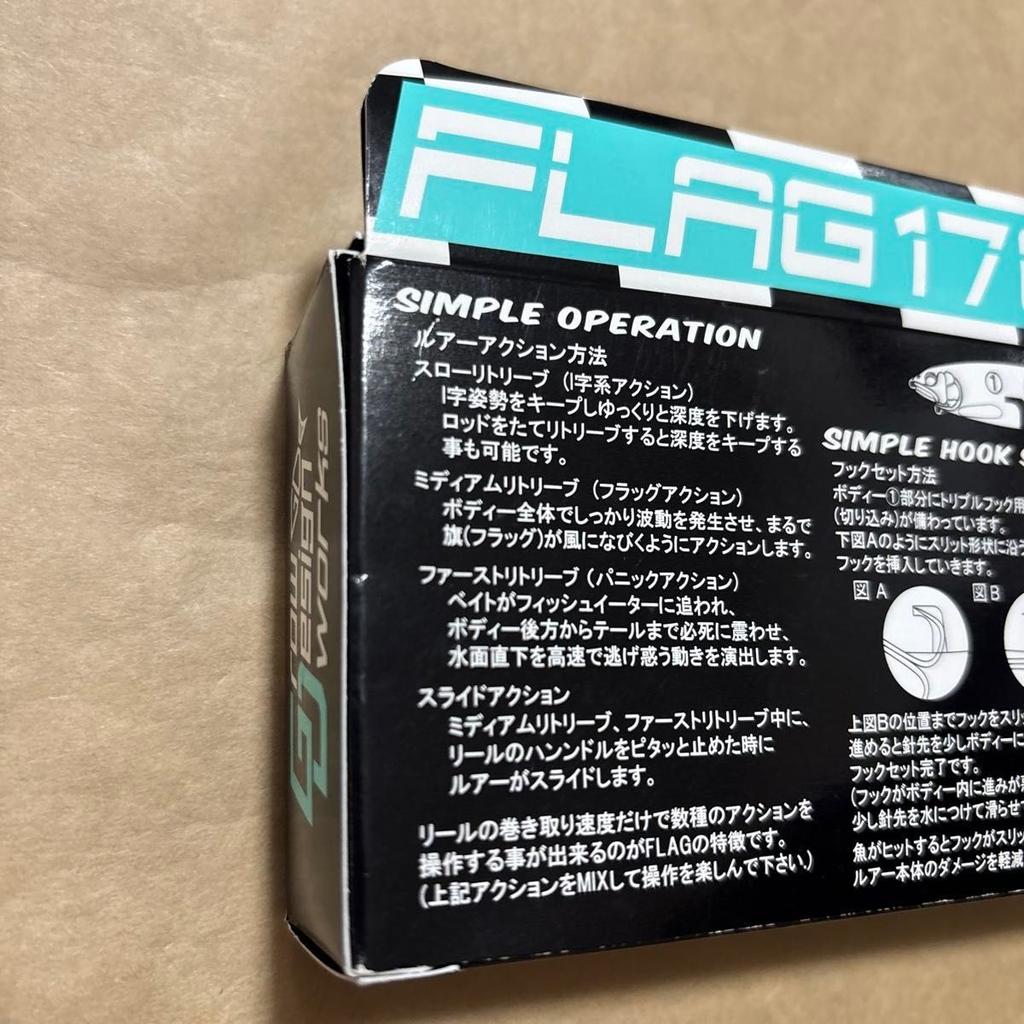 FLAG 171
SIMPLE OPERATION
ルアーアクション方法
スローリトリーブ (I字系アクション)
I字姿勢をキープしゆっくりと深度を下げます。
ロッドをたてリトリーブすると深度をキープする
事も可能です。
ミディアムリトリーブ (フラッグアクション)
ボディー全体でしっかり波動を発生させ、まるで
旗(フラッグ)が風になびくようにアクションします。
ファーストリトリーブ (パニックアクション)
ベイトがフィッシュイーターに追われ、
ボディー後方からテールまで必死に震わせ、
水面直下を高速で逃げ惑う動きを演出します。
スライドアクション
ミディアムリトリーブ、ファーストリトリーブ中に、
リールのハンンドルをピタッと止めた時に
ルアーがスライドします。
リールの巻き取り速度だけで数種のアクションを
操作する事が出来るのがFLAGの特徴です。
(上記アクションをMIXして操作を楽しんで下さい。)
①
SIMPLE HOOK S
フックセット方法
ボディー①部分にトリプルフック用
(切り込み)が備わっています。
下図Aのようにスリット形状に沿う
フックを挿入していきます。
図A 図B
上図Bの位置までフックをスリッ
進めると針先を少しボディーに
フックセット完了です。
(フックがボディー内に進みが
少し針先を水につけて滑らせ
魚がヒットするとフックがスリッ
ルアー本体のダメージを軽減